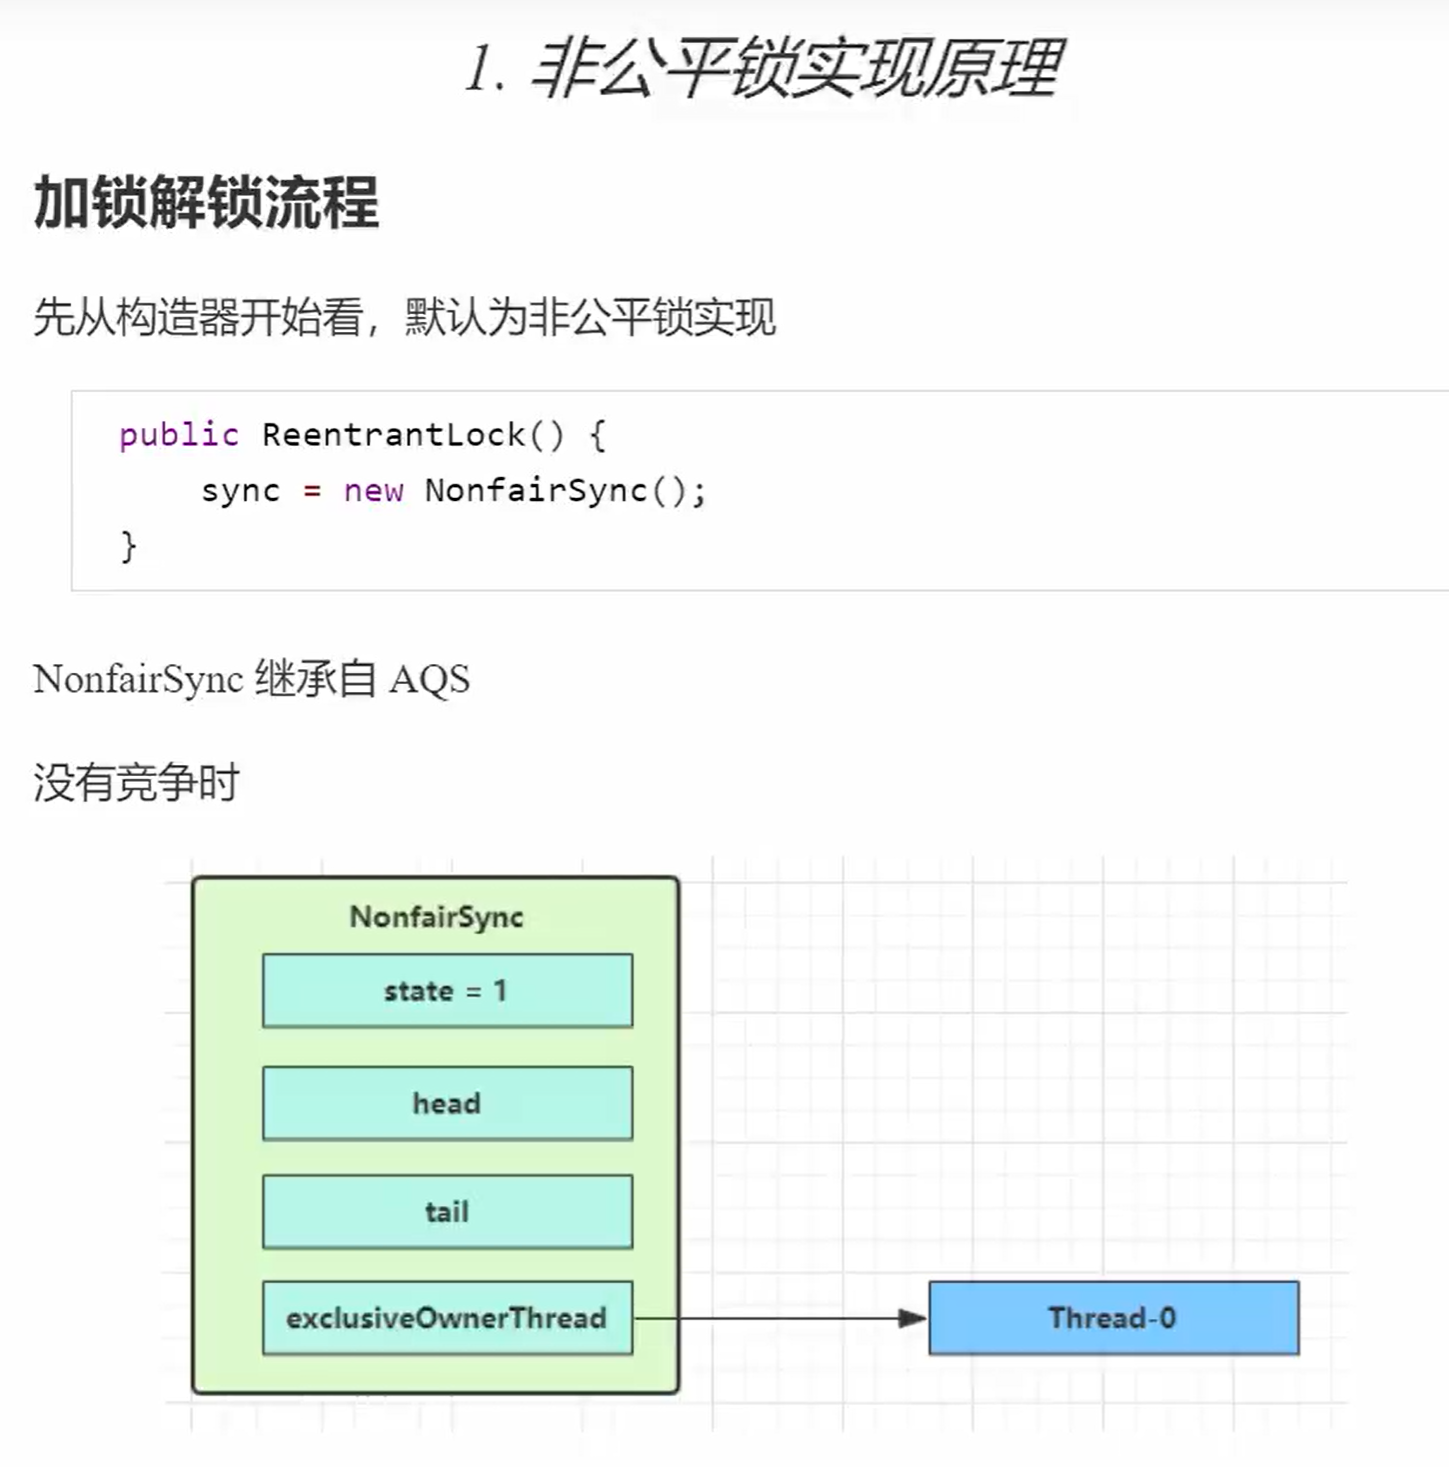 1. 非公平锁实现原理
加锁解锁流程
先从构造器开始看，默认为非公平锁实现
public ReentrantLock() {
    sync = new NonfairSync();
}
NonfairSync 继承自 AQS
没有竞争时
NonfairSync
state = 1
head
tail
exclusiveOwnerThread
Thread-0